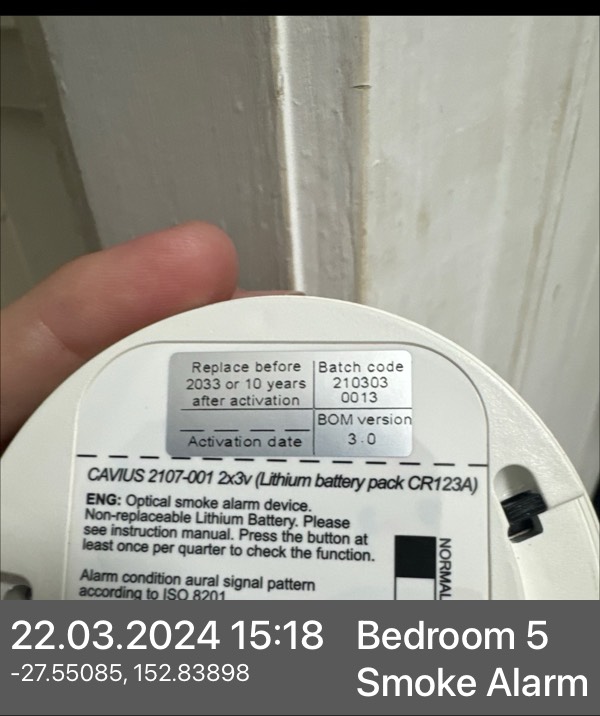 Replace before
2033 or 10 years
after activation
Activation date
Batch code
210303
0013
BOM version
3.0
CAVIUS 2107-001 2x3v (Lithium battery pack CR123A)
ENG: Optical smoke alarm device.
Non-replaceable Lithium Battery. Please
see instruction manual. Press the button at
least once per quarter to check the function.
Alarm condition aural signal pattern
according to ISO 8201
NORMAL
22.03.2024 15:18
-27.55085, 152.83898
Bedroom 5
Smoke Alarm